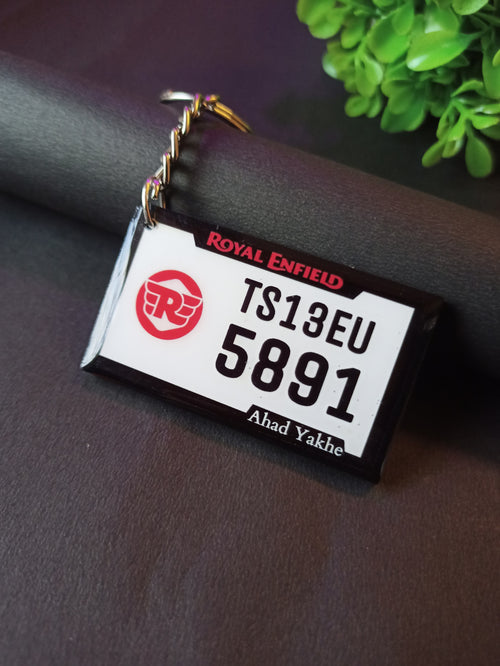 ROYAL ENFIELD
R
TS13EU
5891
Ahad Yakhe